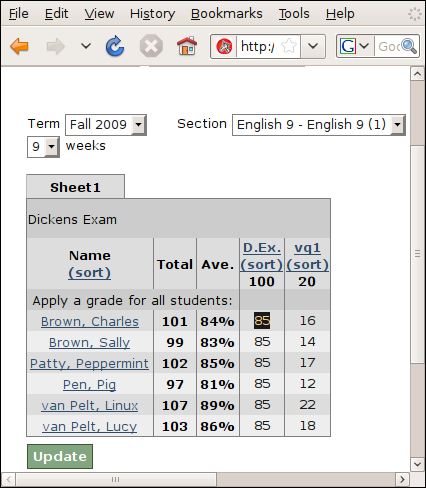 File Edit View History Bookmarks Tools Help
http:/ G Goo
Term Fall 2009 Section English 9 - English 9 (1)
9 weeks
Sheet1
Dickens Exam
Name (sort) Total Ave. D.Ex. (sort) 100 vq1 (sort) 20
Apply a grade for all students:
Brown, Charles 101 84% 85 16
Brown, Sally 99 83% 85 14
Patty, Peppermint 102 85% 85 17
Pen, Pig 97 81% 85 12
van Pelt, Linux 107 89% 85 22
van Pelt, Lucy 103 86% 85 18
Update